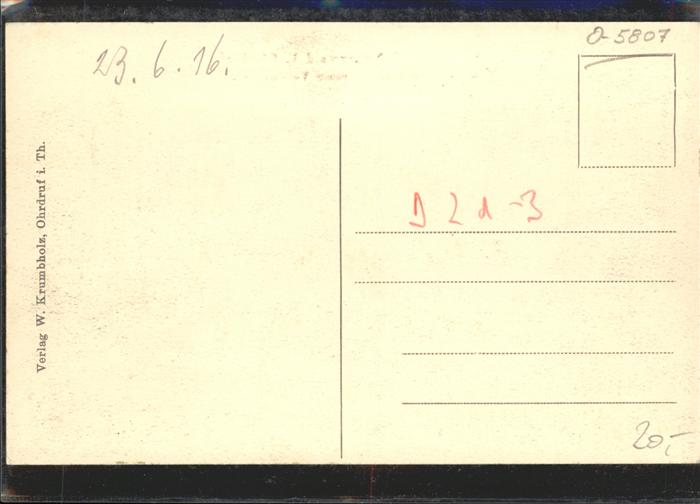 O-5807
23. 6. 16.
D 2 d -3
Verlag W. Krumbholz, Ohrdruf i. Th.
20,-